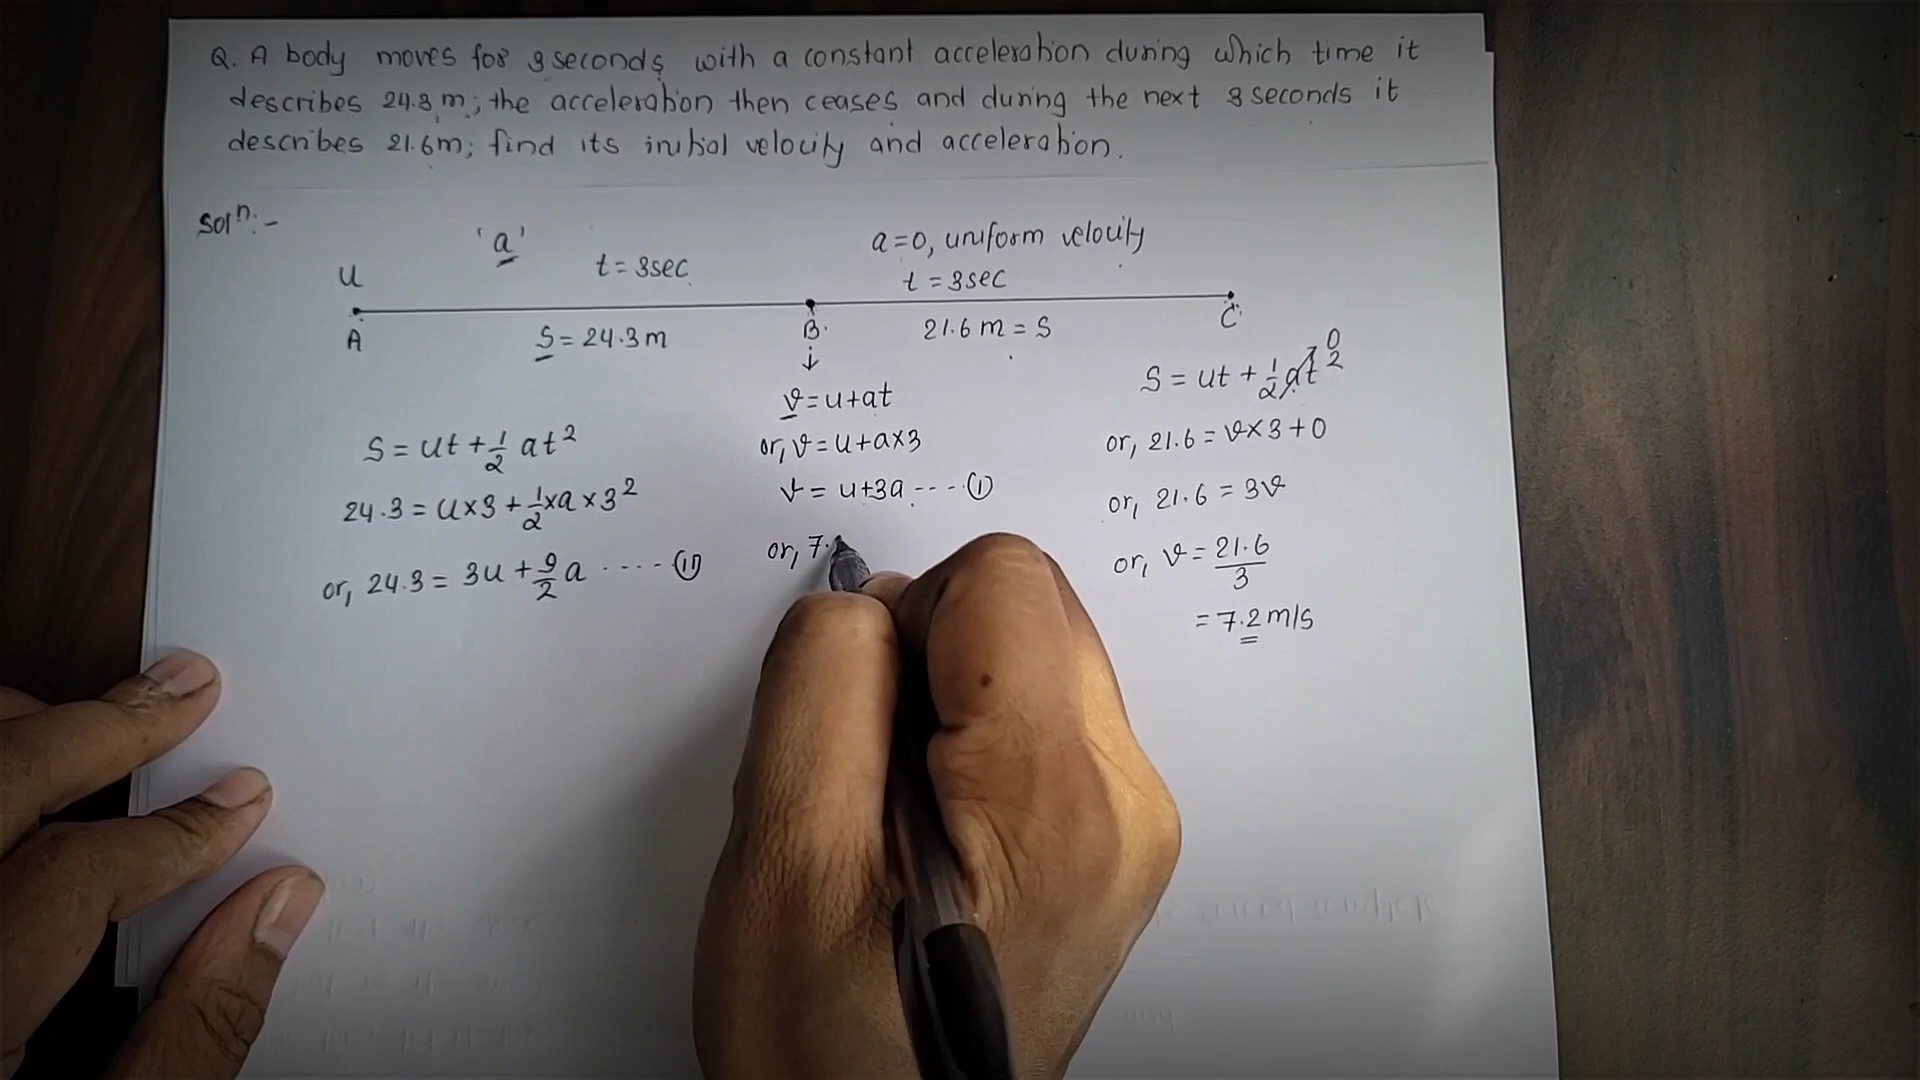 Q. A body moves for 3 seconds with a constant acceleration during which time it
describes 24.3 m; the acceleration then ceases and during the next 3 seconds it
describes 21.6m; find its initial velocity and acceleration.
Solⁿ:-
'a'
a=0, uniform velocity
u
t = 3sec
t = 3sec
A
S = 24.3m
B
21.6 m = S
C
↓
v=u+at
or, v = u+a×3
v = u+3a ---- (I)
or, 7.
S = ut + 1/2 at²
24.3 = u×3 + 1/2×a×3²
or, 24.3 = 3u + 9/2 a ---- (II)
S = ut + 1/2 at² 0
or, 21.6 = v×3+0
or, 21.6 = 3v
or, v = 21.6/3
= 7.2 m/s